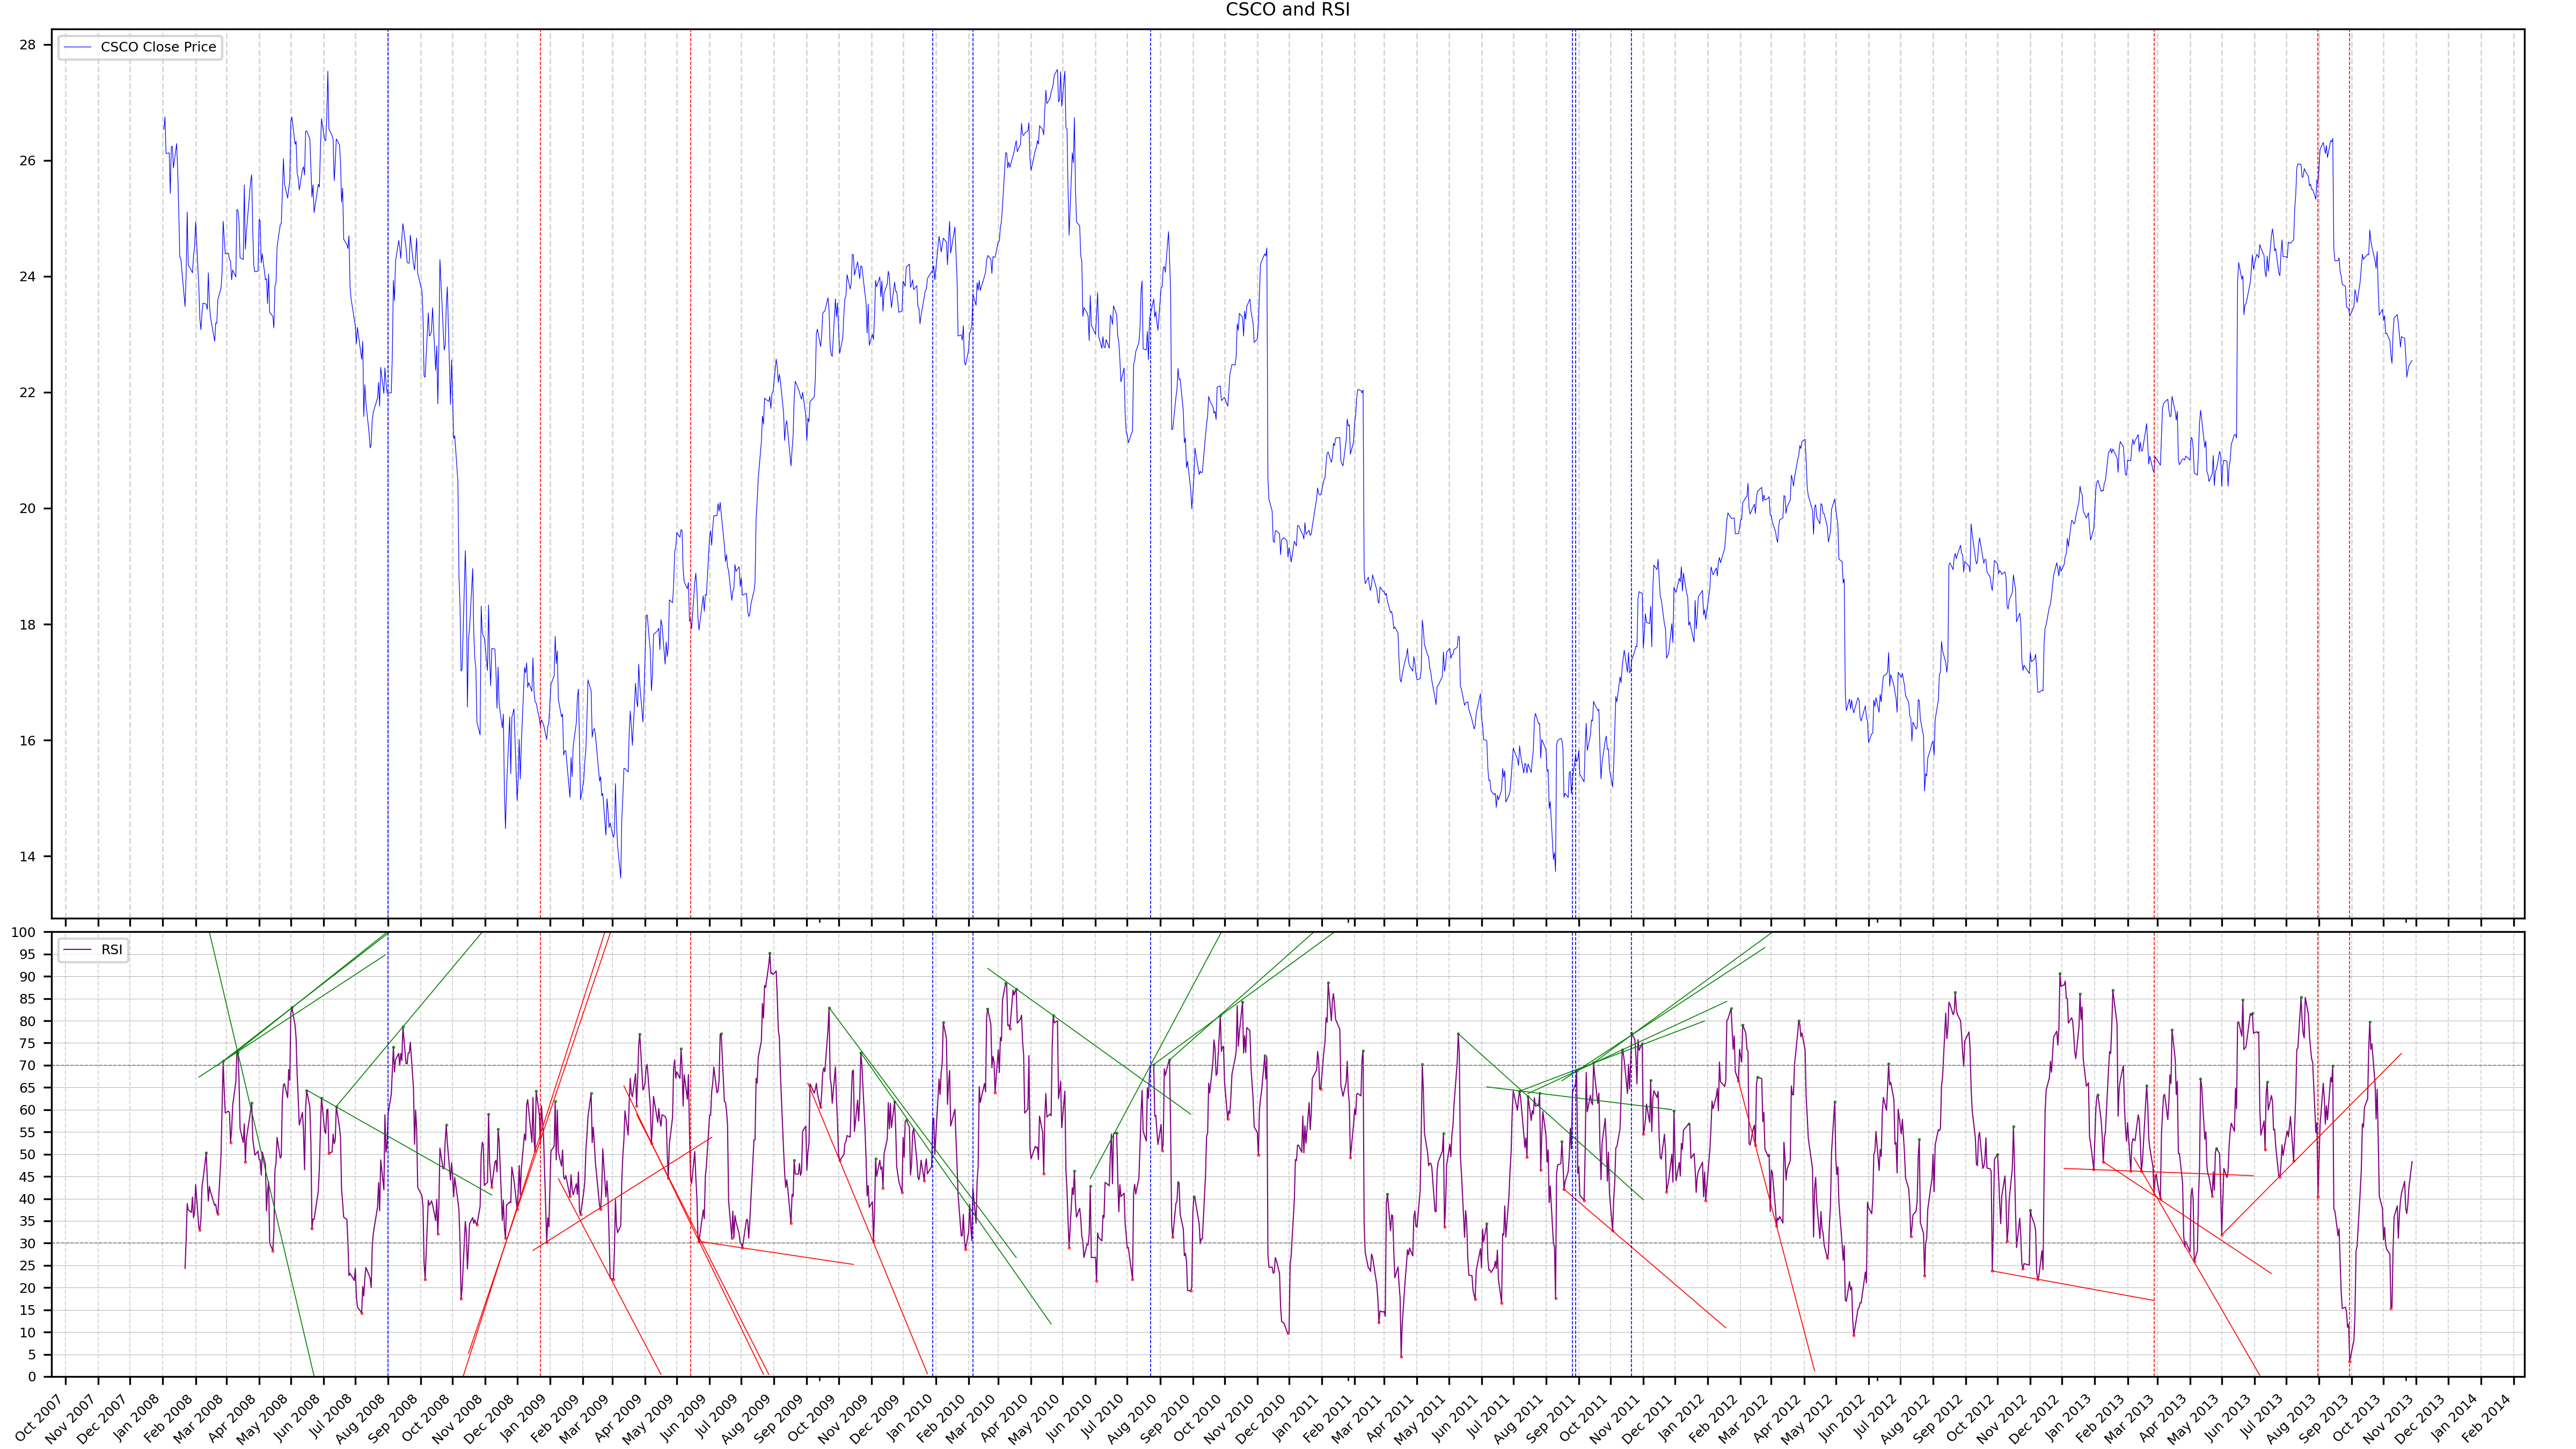 CSCO and RSI
CSCO Close Price
28
26
24
22
20
18
16
14
RSI
100
95
90
85
80
75
70
65
60
55
50
45
40
35
30
25
20
15
10
5
0
Oct 2007
Nov 2007
Dec 2007
Jan 2008
Feb 2008
Mar 2008
Apr 2008
May 2008
Jun 2008
Jul 2008
Aug 2008
Sep 2008
Oct 2008
Nov 2008
Dec 2008
Jan 2009
Feb 2009
Mar 2009
Apr 2009
May 2009
Jun 2009
Jul 2009
Aug 2009
Sep 2009
Oct 2009
Nov 2009
Dec 2009
Jan 2010
Feb 2010
Mar 2010
Apr 2010
May 2010
Jun 2010
Jul 2010
Aug 2010
Sep 2010
Oct 2010
Nov 2010
Dec 2010
Jan 2011
Feb 2011
Mar 2011
Apr 2011
May 2011
Jun 2011
Jul 2011
Aug 2011
Sep 2011
Oct 2011
Nov 2011
Dec 2011
Jan 2012
Feb 2012
Mar 2012
Apr 2012
May 2012
Jun 2012
Jul 2012
Aug 2012
Sep 2012
Oct 2012
Nov 2012
Dec 2012
Jan 2013
Feb 2013
Mar 2013
Apr 2013
May 2013
Jun 2013
Jul 2013
Aug 2013
Sep 2013
Oct 2013
Nov 2013
Dec 2013
Jan 2014
Feb 2014